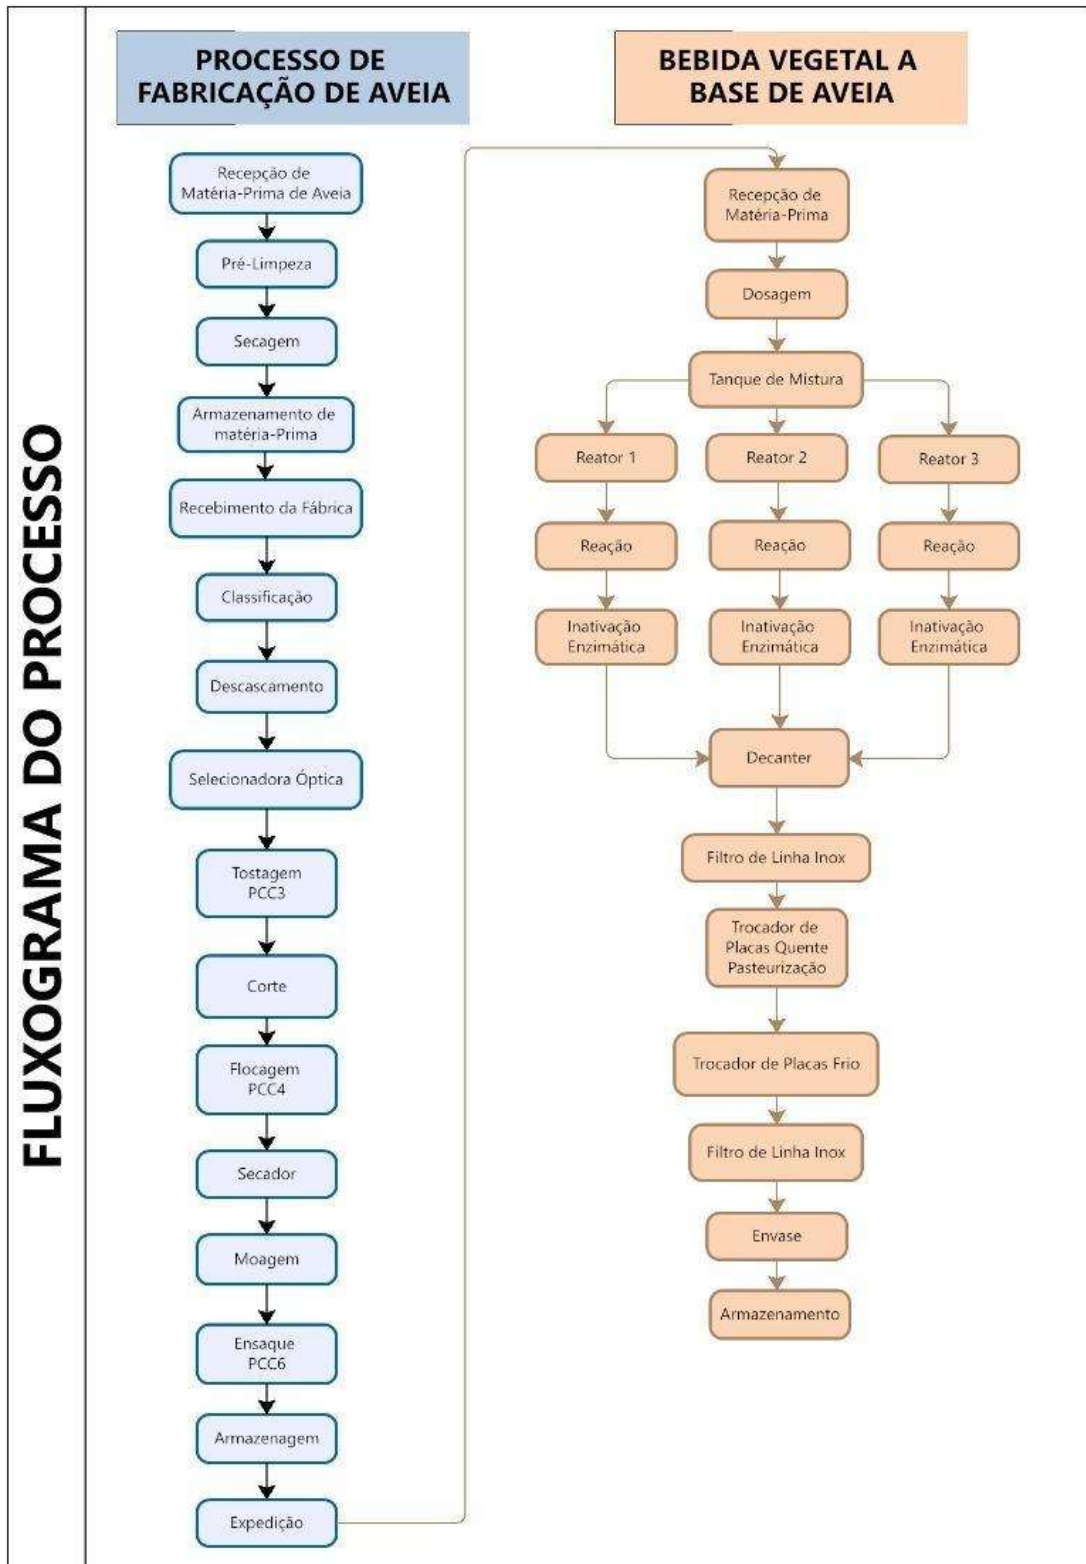 FLUXOGRAMA DO PROCESSO
PROCESSO DE
FABRICAÇÃO DE AVEIA
Recepção de
Matéria-Prima de Aveia
Pré-Limpeza
Secagem
Armazenamento de
matéria-Prima
Recebimento da Fábrica
Classificação
Descascamento
Selecionadora Óptica
Tostagem
PCC3
Corte
Flocagem
PCC4
Secador
Moagem
Ensaque
PCC6
Armazenagem
Expedição
BEBIDA VEGETAL A
BASE DE AVEIA
Recepção de
Matéria-Prima
Dosagem
Tanque de Mistura
Reator 1
Reator 2
Reator 3
Reação
Reação
Reação
Inativação
Enzimática
Inativação
Enzimática
Inativação
Enzimática
Decanter
Filtro de Linha Inox
Trocador de
Placas Quente
Pasteurização
Trocador de Placas Frio
Filtro de Linha Inox
Envase
Armazenamento